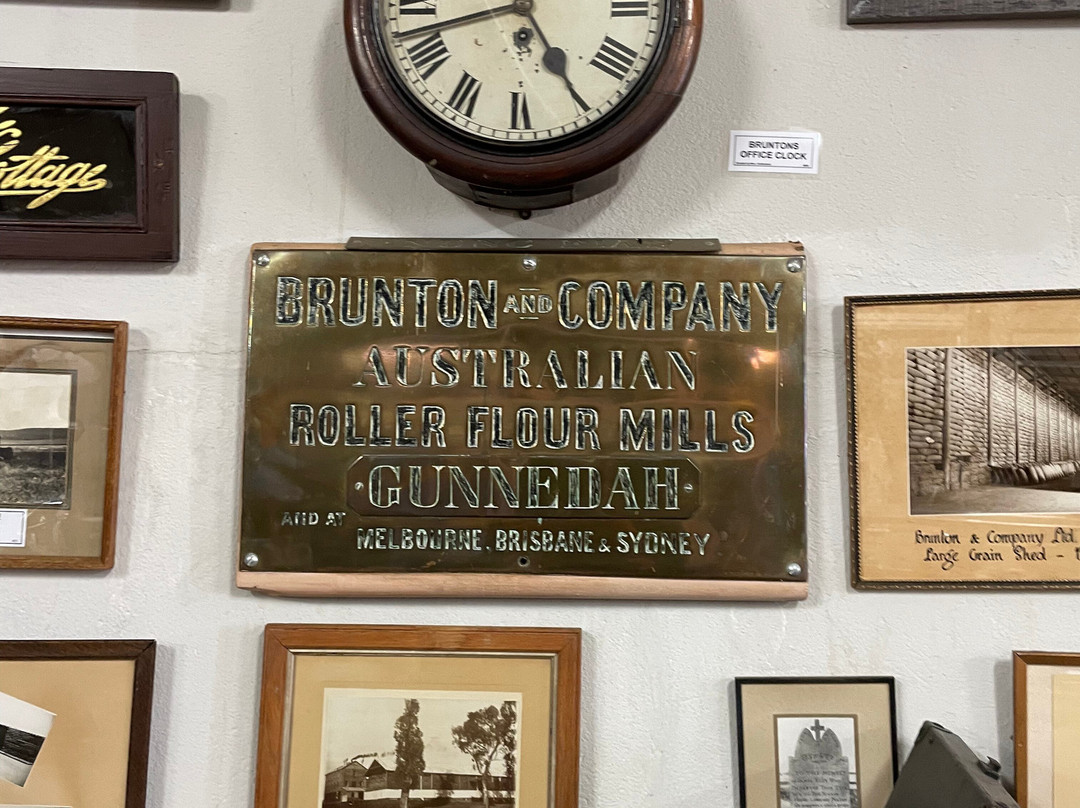 ottage
BRUNTONS
OFFICE CLOCK
BRUNTON AND COMPANY
AUSTRALIAN
ROLLER FLOUR MILLS
GUNNEDAH
AND AT
MELBOURNE, BRISBANE & SYDNEY
Brunton & Company Ltd.
Large Grain Shed -